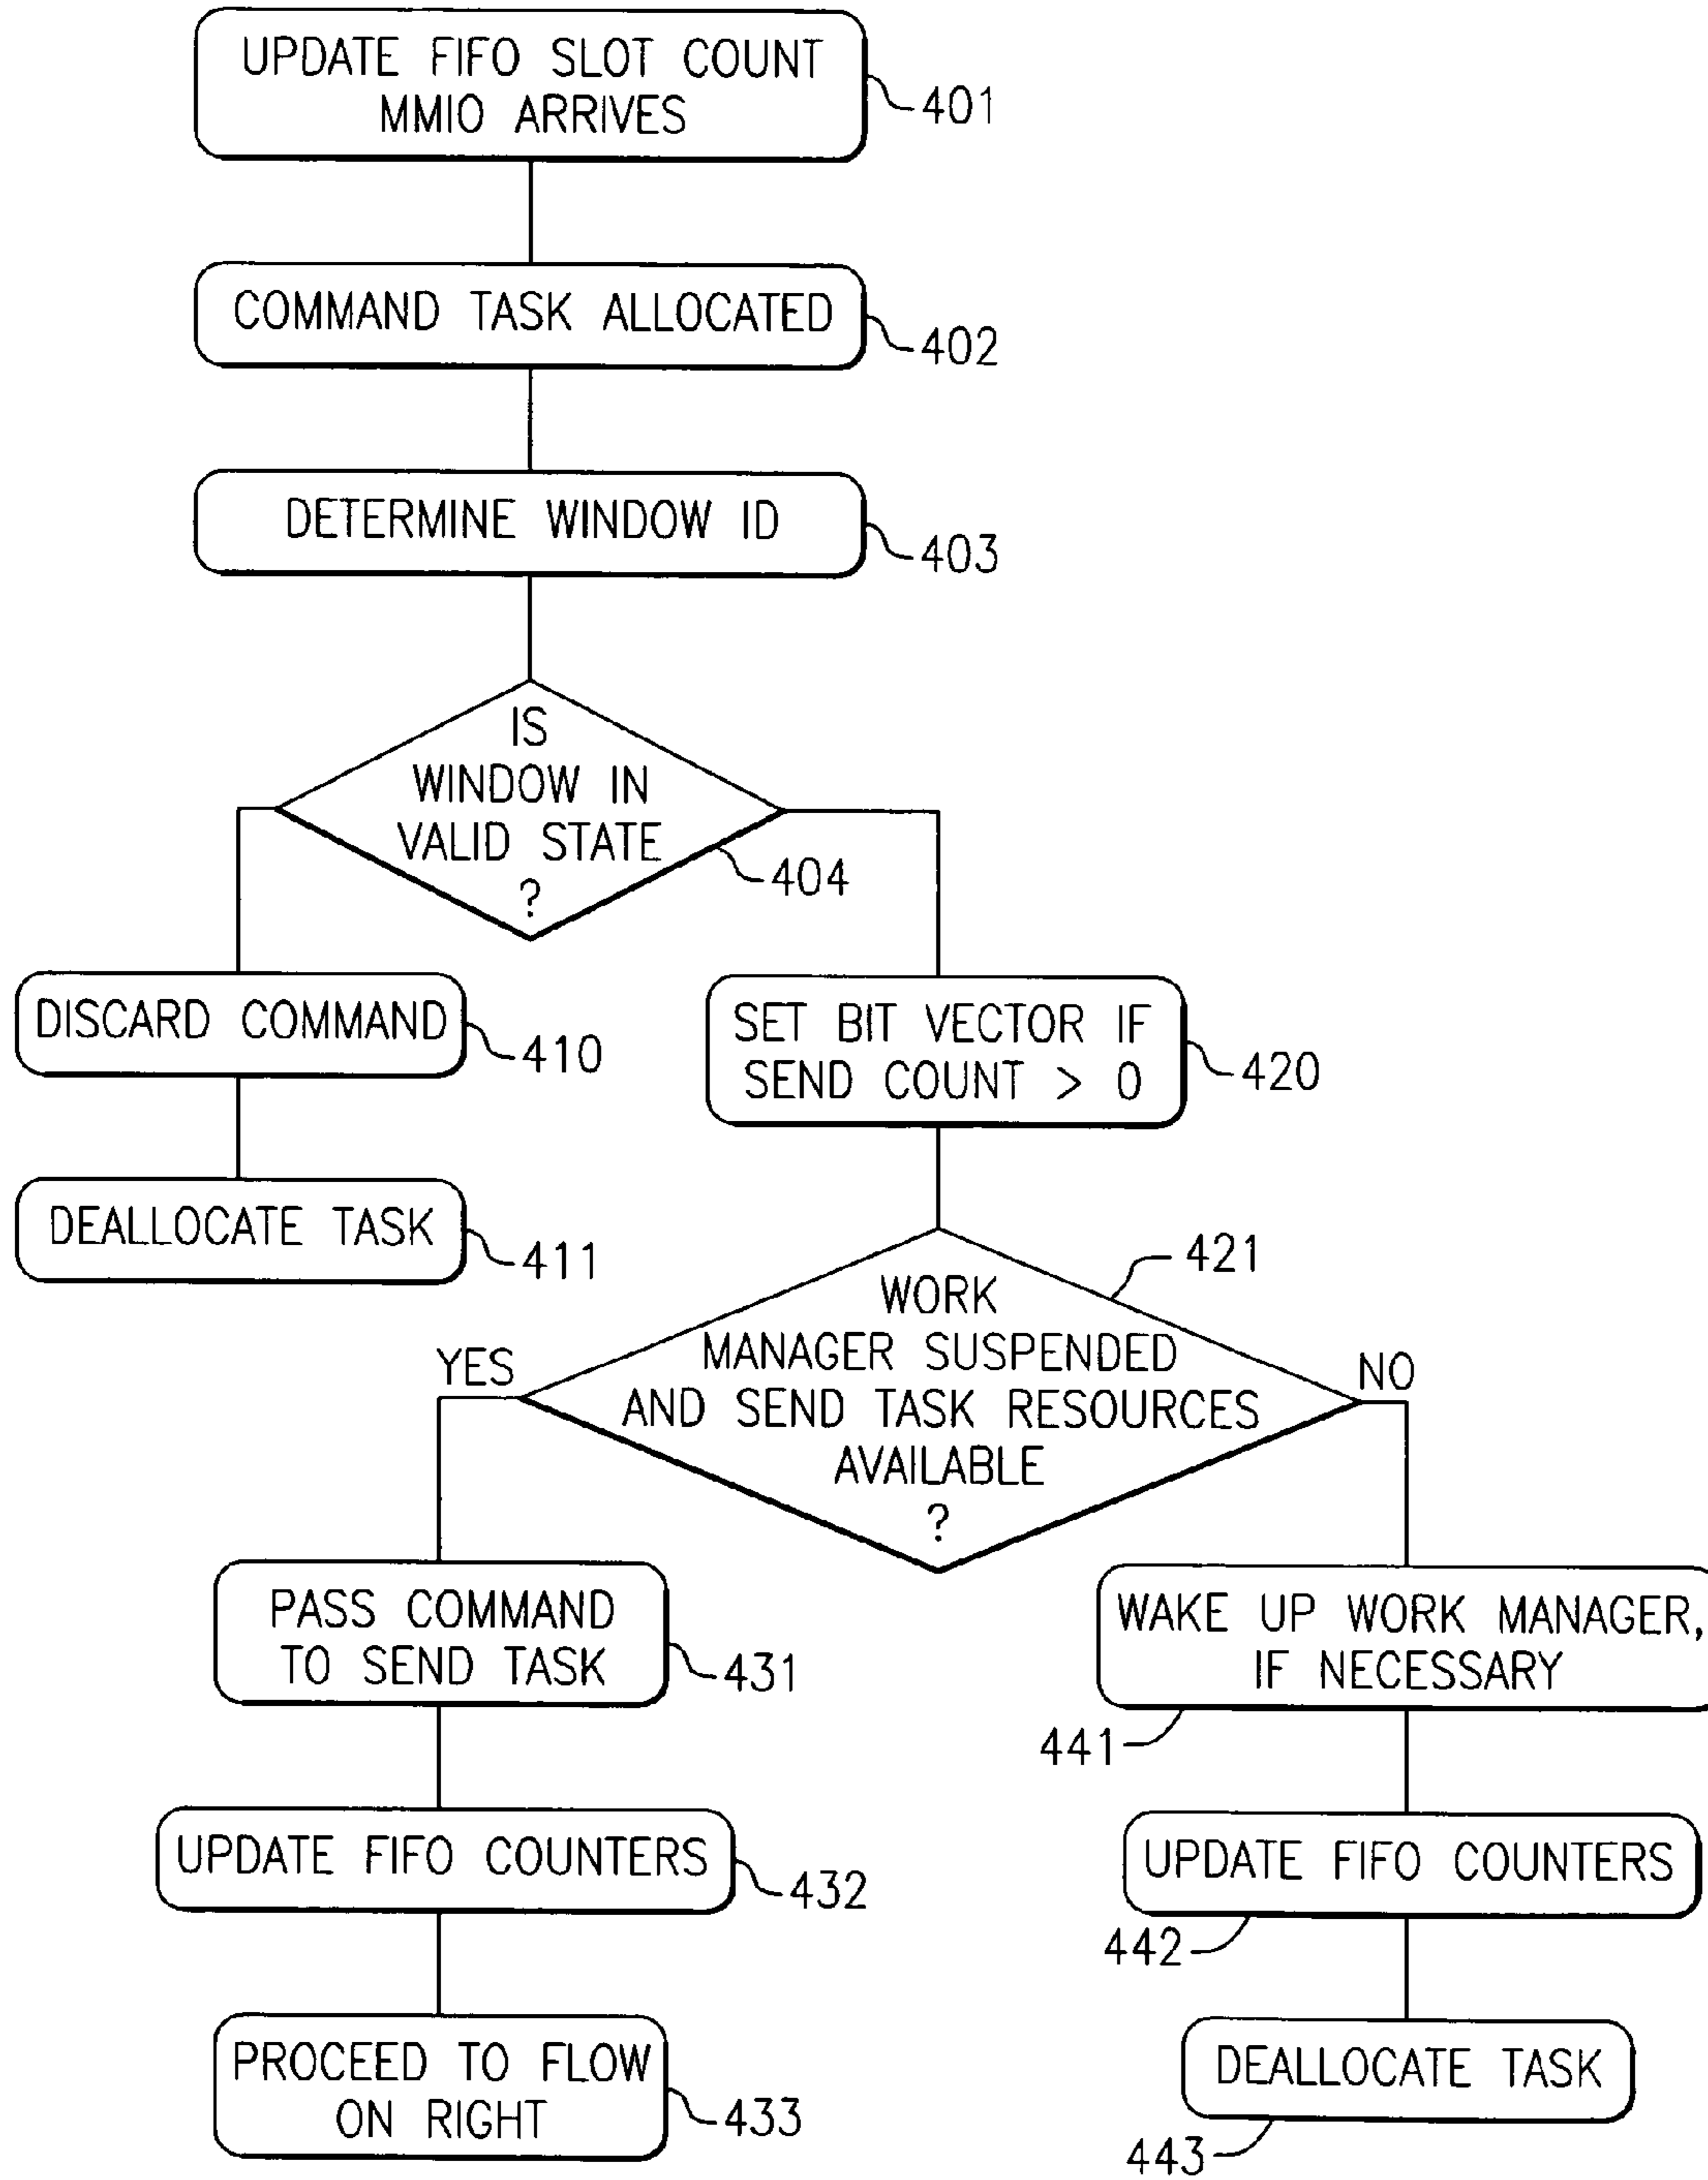 UPDATE FIFO SLOT COUNT
MMIO ARRIVES
401
COMMAND TASK ALLOCATED
402
DETERMINE WINDOW ID
403
IS
WINDOW IN
VALID STATE
?
404
DISCARD COMMAND
410
DEALLOCATE TASK
411
SET BIT VECTOR IF
SEND COUNT > 0
420
421
WORK
MANAGER SUSPENDED
AND SEND TASK RESOURCES
AVAILABLE
?
YES
NO
PASS COMMAND
TO SEND TASK
431
UPDATE FIFO COUNTERS
432
PROCEED TO FLOW
ON RIGHT
433
WAKE UP WORK MANAGER,
IF NECESSARY
441
UPDATE FIFO COUNTERS
442
DEALLOCATE TASK
443